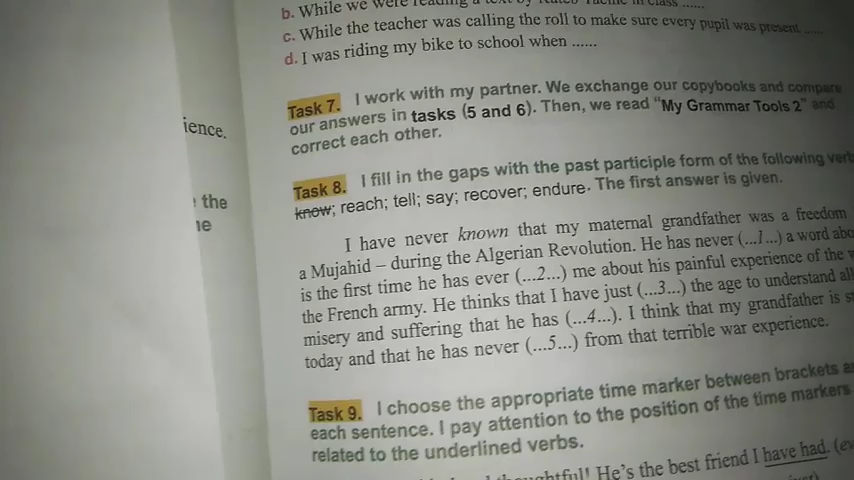 ience.
the
b. While we were reading a text by in class ......
c. While the teacher was calling the roll to make sure every pupil was present .....
d. I was riding my bike to school when ......
Task 7. I work with my partner. We exchange our copybooks and compare
our answers in tasks (5 and 6). Then, we read "My Grammar Tools 2" and
correct each other.
Task 8. I fill in the gaps with the past participle form of the following verb
know; reach; tell; say; recover; endure. The first answer is given.
I have never known that my maternal grandfather was a freedom
a Mujahid – during the Algerian Revolution. He has never (...1...) a word abo
is the first time he has ever (...2...) me about his painful experience of the
the French army. He thinks that I have just (...3...) the age to understand all
misery and suffering that he has (...4...). I think that my grandfather is
today and that he has never (...5...) from that terrible war experience.
Task 9. I choose the appropriate time marker between brackets
each sentence. I pay attention to the position of the time markers
related to the underlined verbs.
thoughtful! He's the best friend I have had.